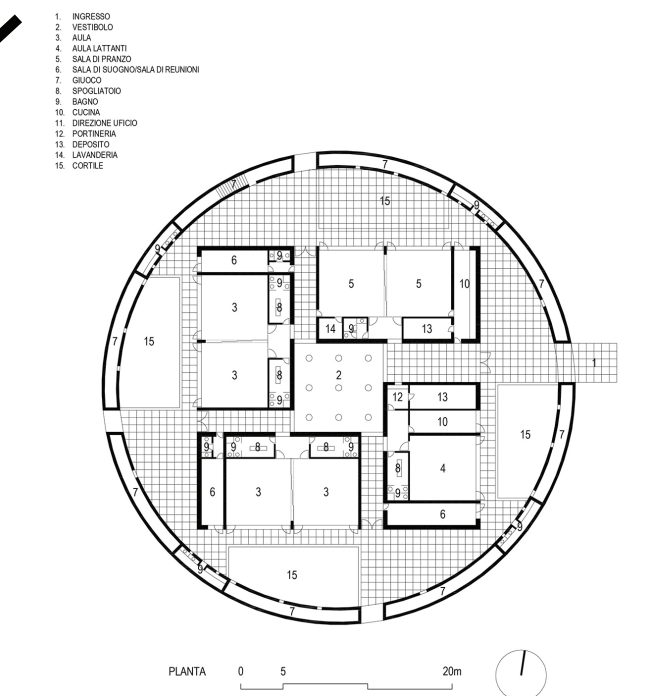 1. INGRESSO
2. VESTIBOLO
3. AULA
4. AULA LATTANTI
5. SALA DI PRANZO
6. SALA DI SUOGNO/SALA DI REUNIONI
7. GIUOCO
8. SPOGLIATOIO
9. BAGNO
10. CUCINA
11. DIREZIONE UFICIO
12. PORTINERIA
13. DEPOSITO
14. LAVANDERIA
15. CORTILE
7
7
15
9
9
6
9
9
8
3
5
5
10
7
14
9
13
7
15
3
8
9
2
1
12
13
10
15
7
9
9
8
8
9
4
8
9
6
3
3
6
7
9
15
9
7
7
PLANTA 0 5 20m